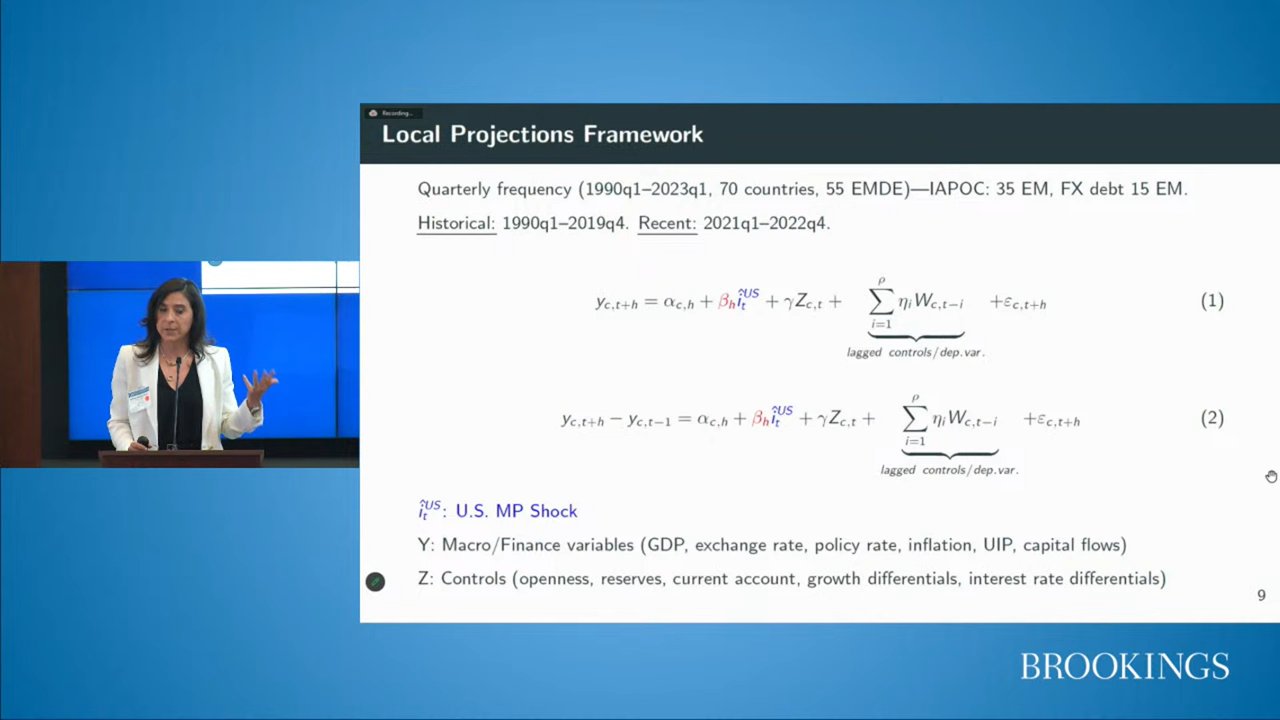 Recording...
Local Projections Framework
Quarterly frequency (1990q1–2023q1, 70 countries, 55 EMDE)—IAPOC: 35 EM, FX debt 15 EM.
Historical: 1990q1–2019q4. Recent: 2021q1–2022q4.
y_{c,t+h} = α_{c,h} + β_h î_t^{US} + γZ_{c,t} + ∑_{i=1}^{p} η_i W_{c,t−i} + ε_{c,t+h} (1)
lagged controls/dep.var.
y_{c,t+h} − y_{c,t−1} = α_{c,h} + β_h î_t^{US} + γZ_{c,t} + ∑_{i=1}^{p} η_i W_{c,t−i} + ε_{c,t+h} (2)
lagged controls/dep.var.
î_t^{US}: U.S. MP Shock
Y: Macro/Finance variables (GDP, exchange rate, policy rate, inflation, UIP, capital flows)
Z: Controls (openness, reserves, current account, growth differentials, interest rate differentials)
9
BROOKINGS